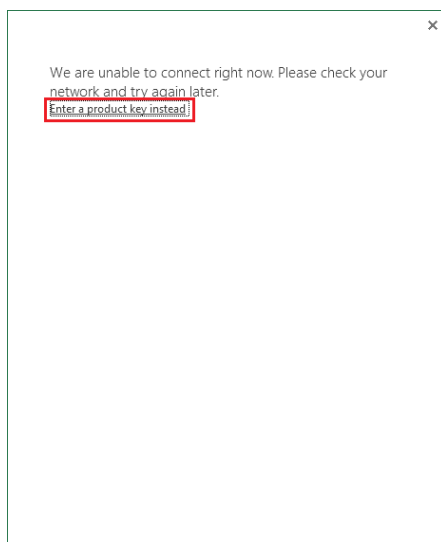 We are unable to connect right now. Please check your
network and try again later.
Enter a product key instead